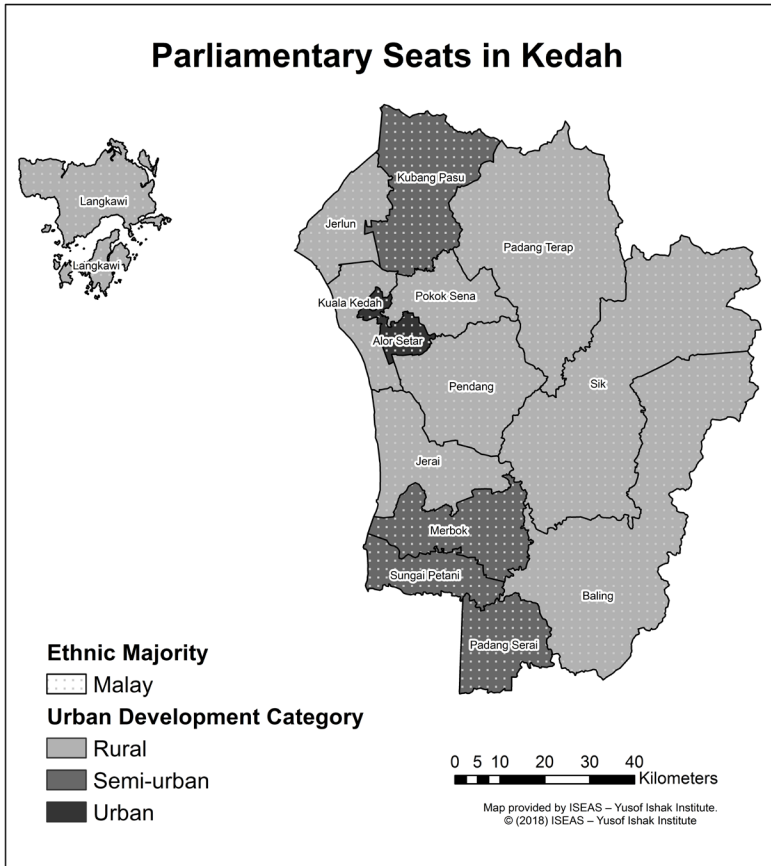 Parliamentary Seats in Kedah
Langkawi
Langkawi
Kubang Pasu
Jerlun
Padang Terap
Kuala Kedah
Pokok Sena
Alor Setar
Pendang
Sik
Jerai
Merbok
Sungai Petani
Baling
Padang Serai
Ethnic Majority
Malay
Urban Development Category
Rural
Semi-urban
Urban
0 5 10 20 30 40
Kilometers
Map provided by ISEAS – Yusof Ishak Institute.
© (2018) ISEAS – Yusof Ishak Institute